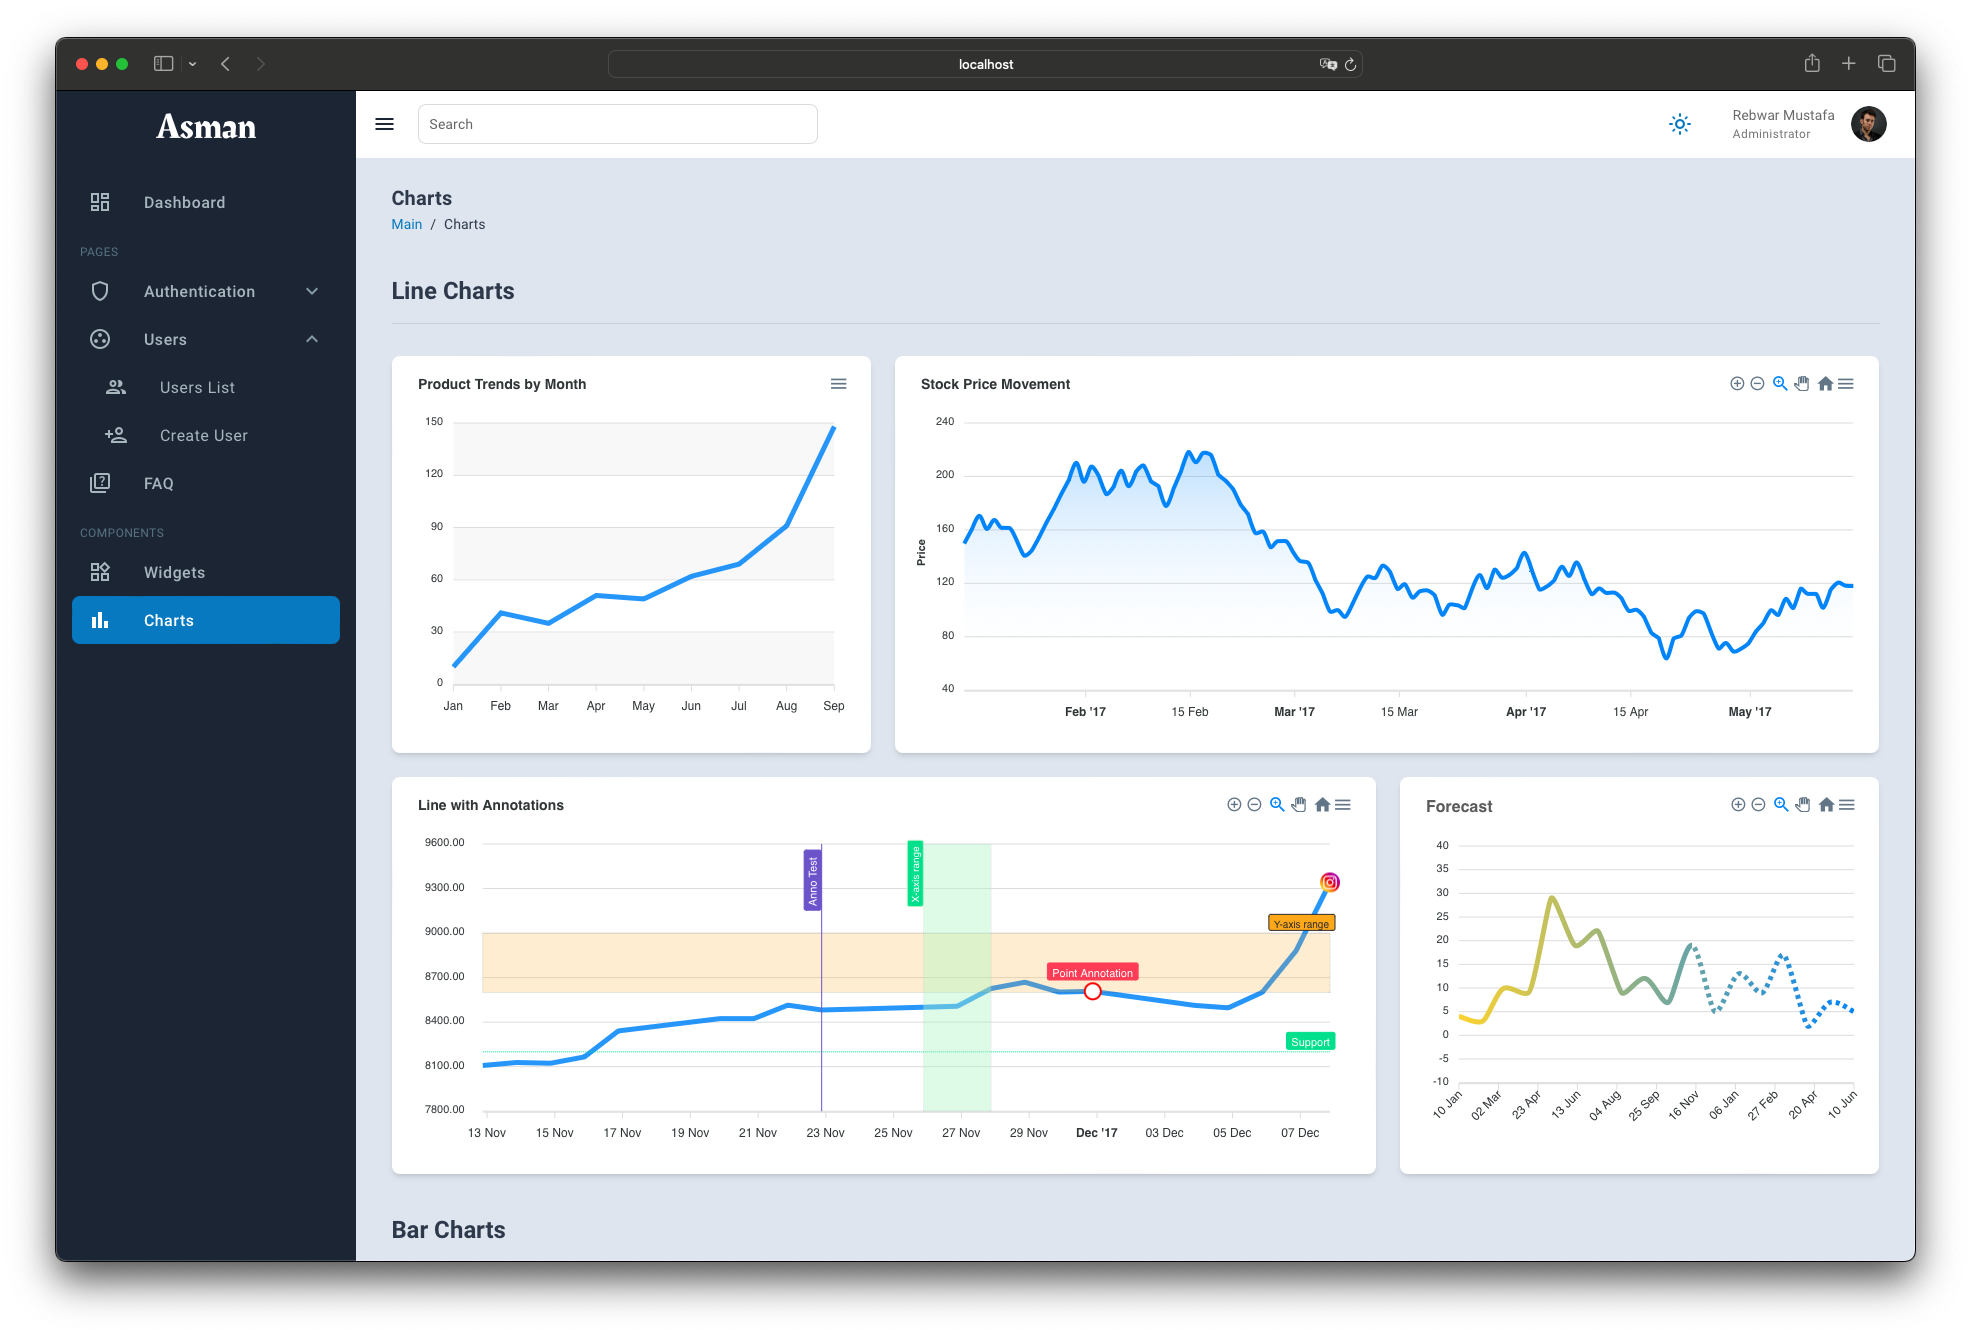 localhost
Asman
Search
Rebwar Mustafa
Administrator
Dashboard
PAGES
Authentication
Users
Users List
Create User
FAQ
COMPONENTS
Widgets
Charts
Charts
Main / Charts
Line Charts
Product Trends by Month
150
120
90
60
30
0
Jan Feb Mar Apr May Jun Jul Aug Sep
Stock Price Movement
Price
240
200
160
120
80
40
Feb '17 15 Feb Mar '17 15 Mar Apr '17 15 Apr May '17
Line with Annotations
9600.00
9300.00
9000.00
8700.00
8400.00
8100.00
7800.00
Anno Test
X-axis range
Y-axis range
Point Annotation
Support
13 Nov 15 Nov 17 Nov 19 Nov 21 Nov 23 Nov 25 Nov 27 Nov 29 Nov Dec '17 03 Dec 05 Dec 07 Dec
Forecast
40
35
30
25
20
15
10
5
0
-5
-10
10 Jan 02 Mar 23 Apr 13 Jun 04 Aug 25 Sep 16 Nov 06 Jan 27 Feb 20 Apr 10 Jun
Bar Charts